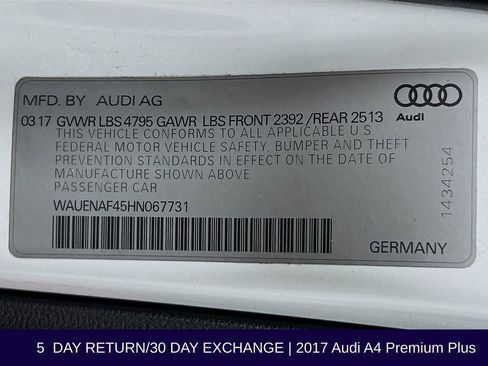 MFD. BY AUDI AG
03 17 GVWR LBS 4795 GAWR LBS FRONT 2392 /REAR 2513
Audi
THIS VEHICLE CONFORMS TO ALL APPLICABLE U.S
FEDERAL MOTOR VEHICLE SAFETY, BUMPER AND THEFT
PREVENTION STANDARDS IN EFFECT ON THE DATE OF
MANUFACTURE SHOWN ABOVE
PASSENGER CAR
WAUENAF45HN067731
1434254
GERMANY
5 DAY RETURN/30 DAY EXCHANGE | 2017 Audi A4 Premium Plus